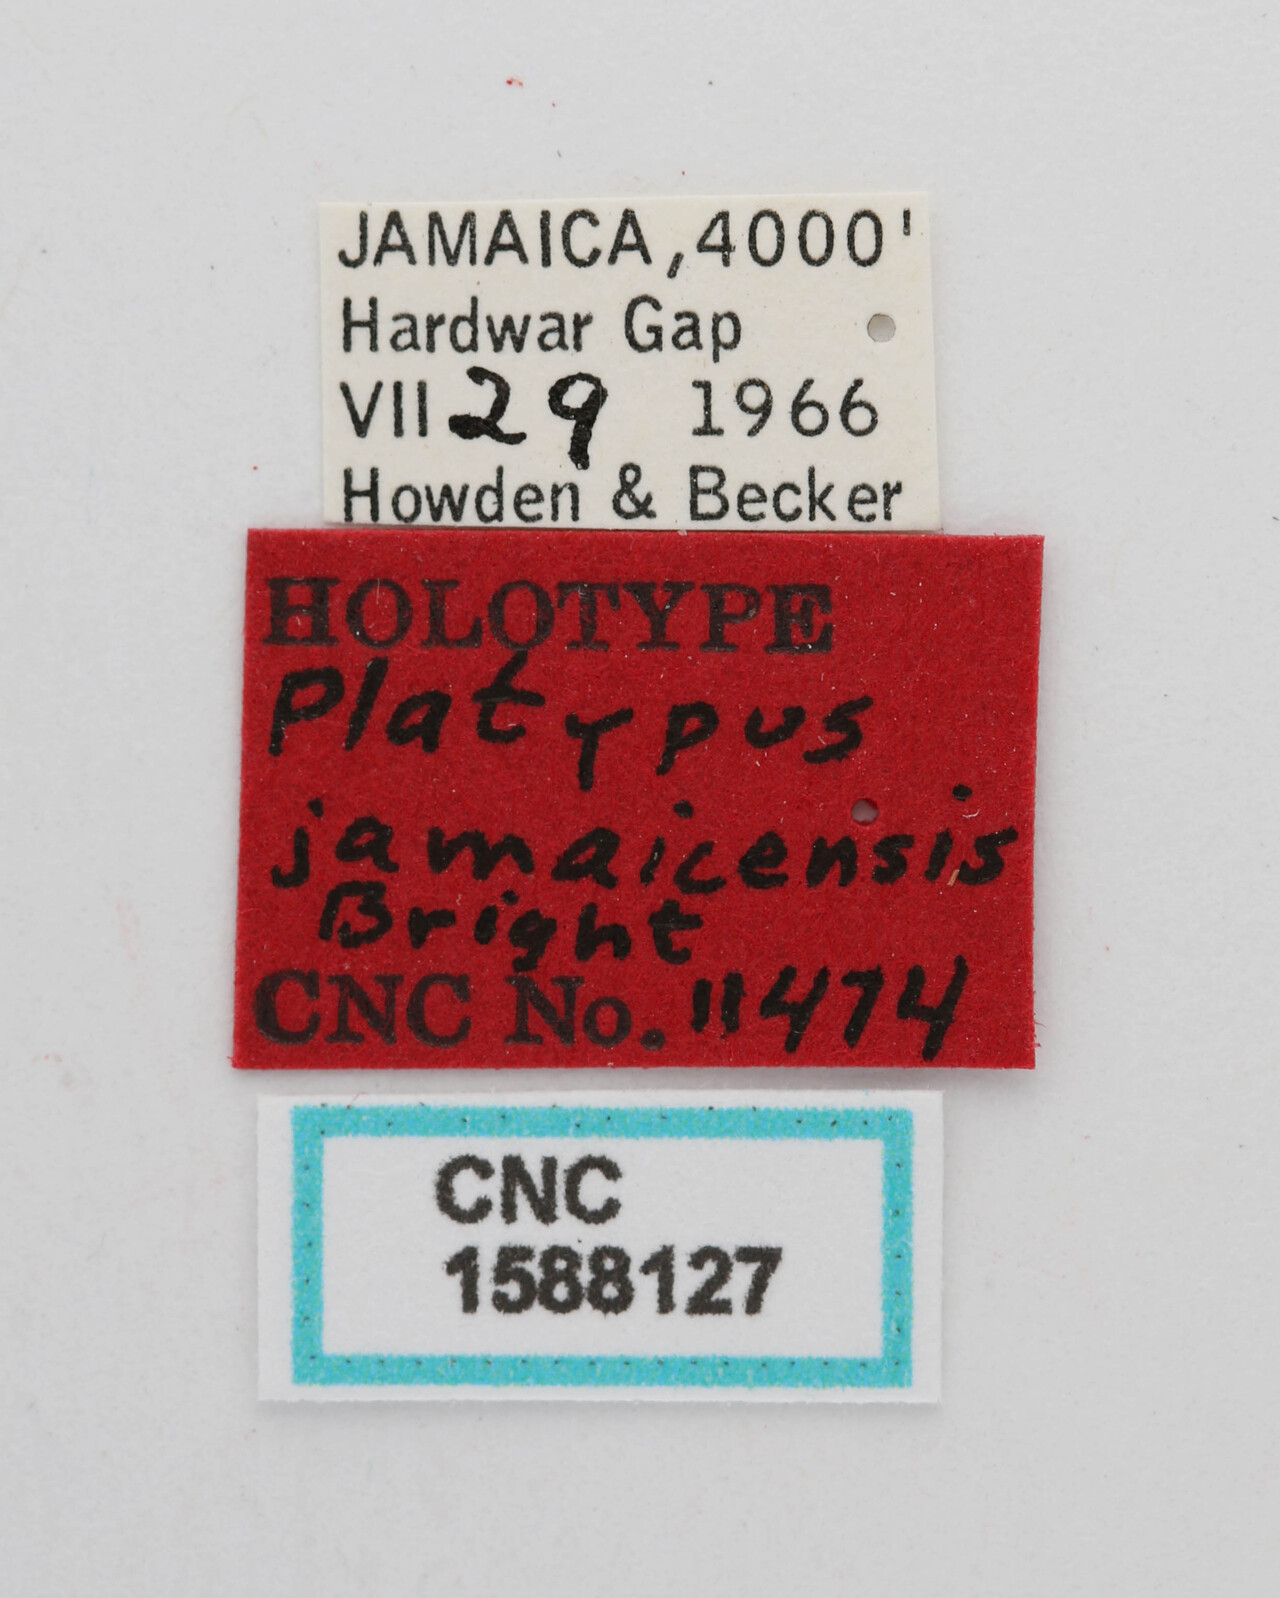 JAMAICA, 4000'
Hardwar Gap
VII 29 1966
Howden & Becker
HOLOTYPE
Platypus
jamaicensis
Bright
CNC No. 11474
CNC
1588127